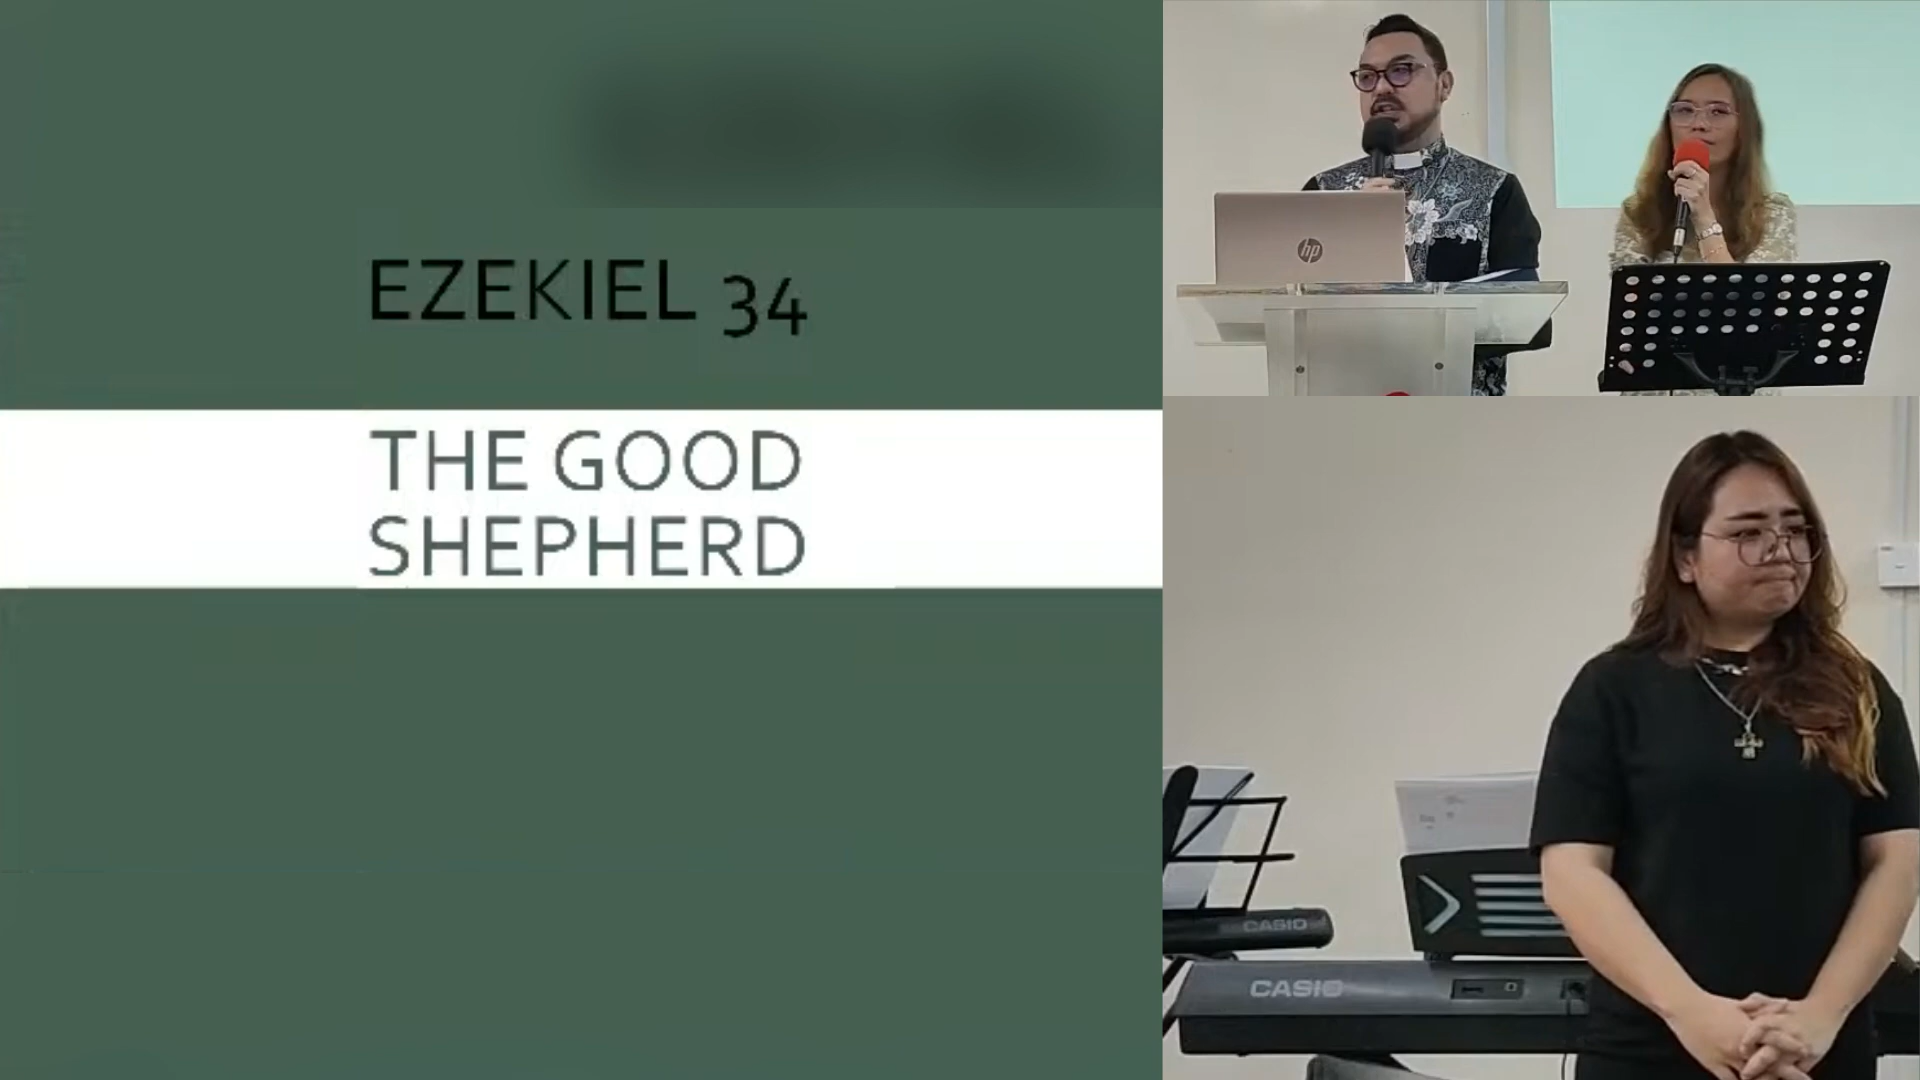 EZEKIEL 34
THE GOOD
SHEPHERD
hp
CASIO
CASIO